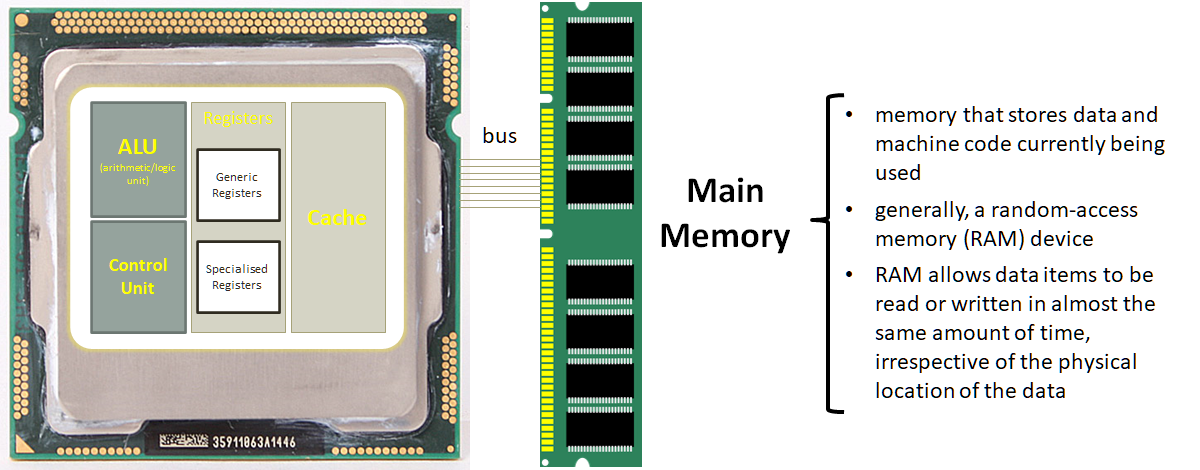 ALU
(arithmetic/logic
unit)
Control
Unit
Registers
Generic
Registers
Specialised
Registers
Cache
35911063A1446
bus
Main
Memory
• memory that stores data and
machine code currently being
used
• generally, a random-access
memory (RAM) device
• RAM allows data items to be
read or written in almost the
same amount of time,
irrespective of the physical
location of the data